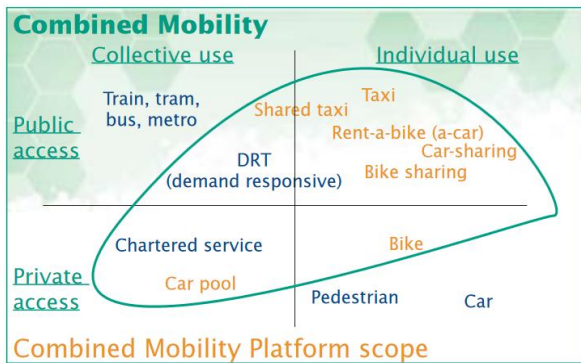 Combined Mobility
Collective use
Individual use
Public
access
Train, tram,
bus, metro
Shared taxi
Taxi
Rent-a-bike (a-car)
Car-sharing
Bike sharing
DRT
(demand responsive)
Private
access
Chartered service
Car pool
Bike
Pedestrian
Car
Combined Mobility Platform scope